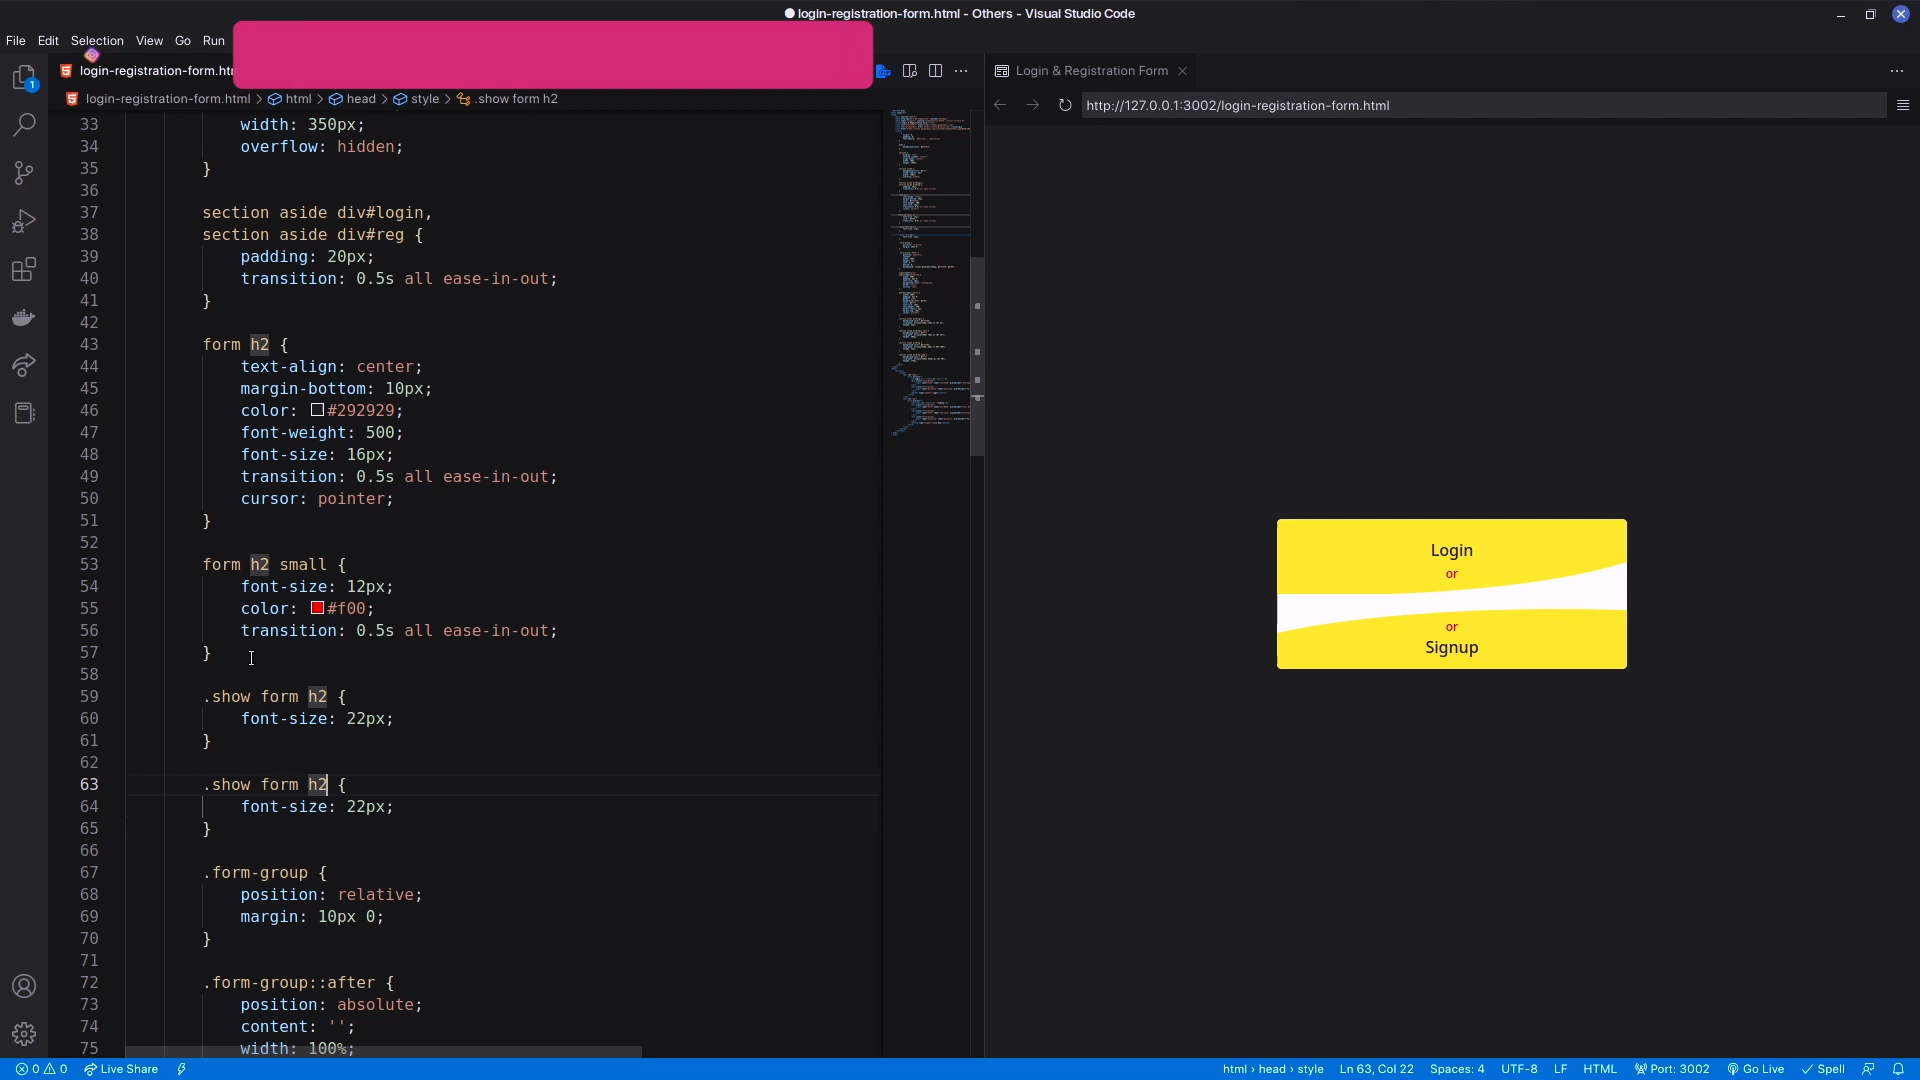 login-registration-form.html - Others - Visual Studio Code
File Edit Selection View Go Run
login-registration-form.htm
Login & Registration Form
login-registration-form.html > html > head > style > .show form h2
http://127.0.0.1:3002/login-registration-form.html
33 width: 350px;
34 overflow: hidden;
35 }
36
37 section aside div#login,
38 section aside div#reg {
39 padding: 20px;
40 transition: 0.5s all ease-in-out;
41 }
42
43 form h2 {
44 text-align: center;
45 margin-bottom: 10px;
46 color: #292929;
47 font-weight: 500;
48 font-size: 16px;
49 transition: 0.5s all ease-in-out;
50 cursor: pointer;
51 }
52
53 form h2 small {
54 font-size: 12px;
55 color: #f00;
56 transition: 0.5s all ease-in-out;
57 }
58
59 .show form h2 {
60 font-size: 22px;
61 }
62
63 .show form h2 {
64 font-size: 22px;
65 }
66
67 .form-group {
68 position: relative;
69 margin: 10px 0;
70 }
71
72 .form-group::after {
73 position: absolute;
74 content: '';
75 width: 100%;
Login
or
or
Signup
1
0 0 Live Share
html > head > style Ln 63, Col 22 Spaces: 4 UTF-8 LF HTML Port: 3002 Go Live Spell